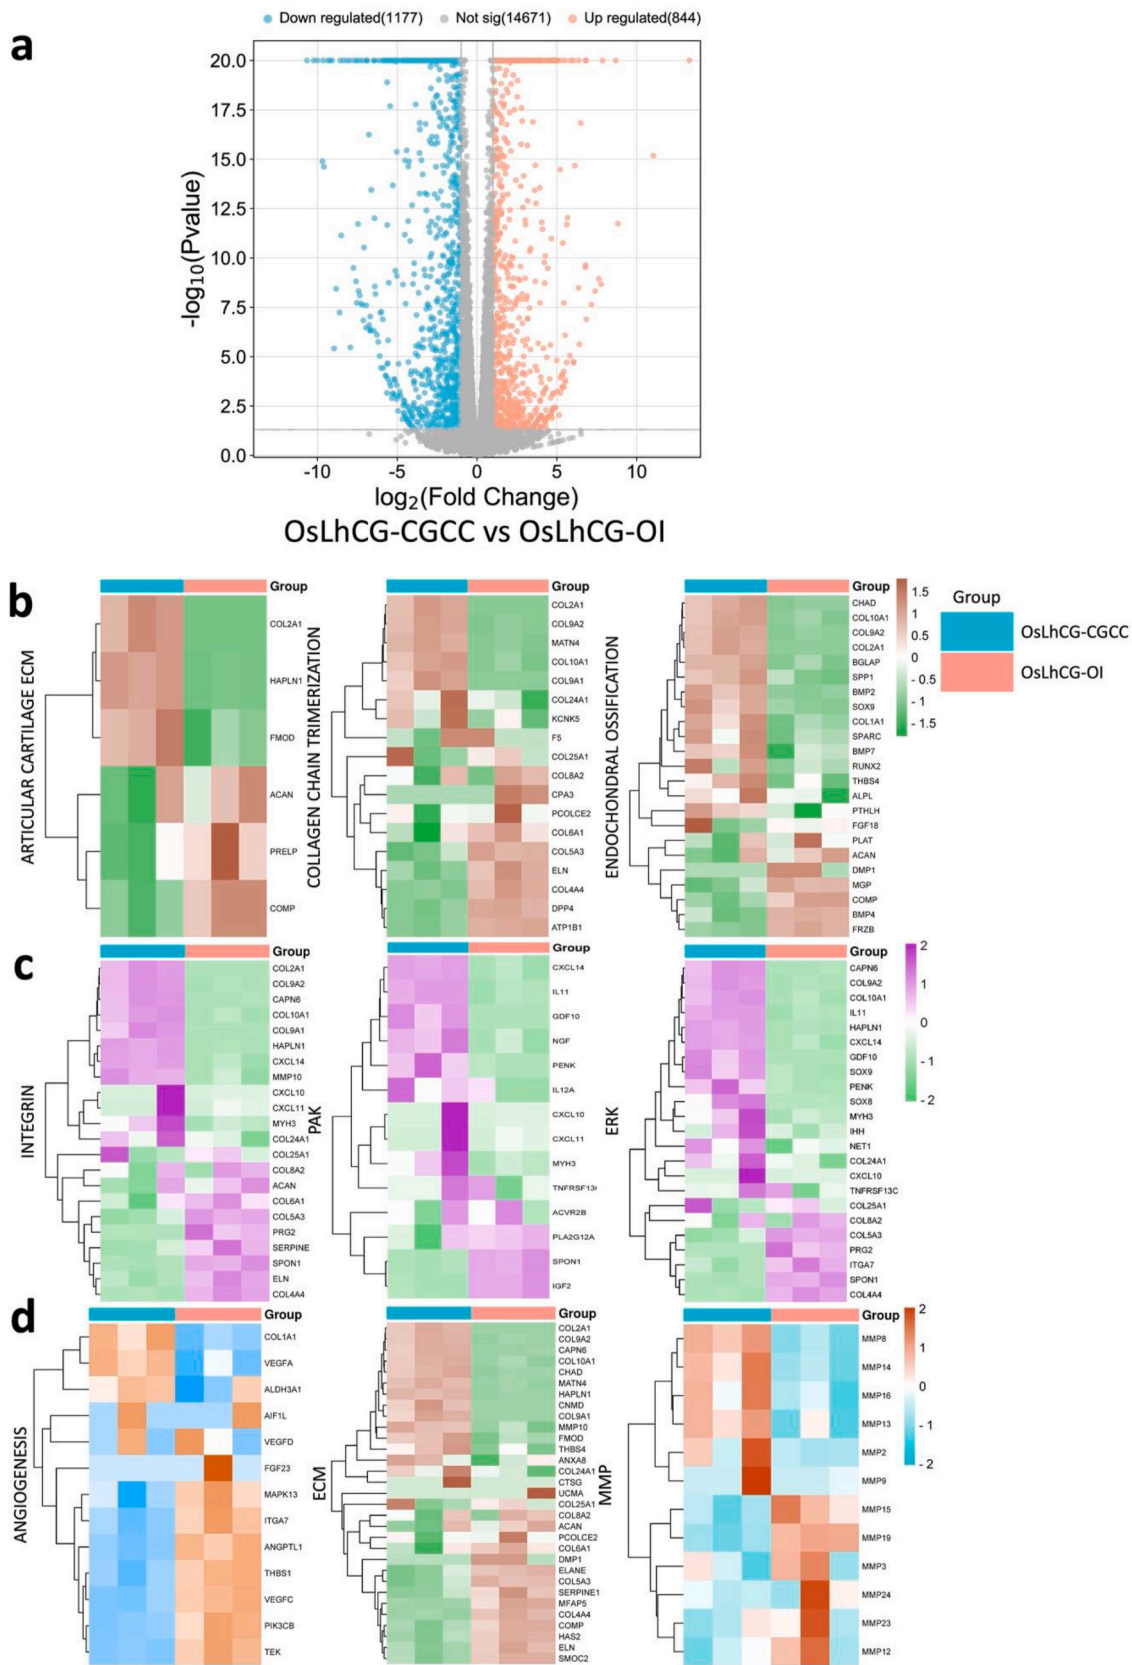 Down regulated(1177) Not sig(14671) Up regulated(844)
a
20.0
17.5
15.0
12.5
10.0
7.5
5.0
2.5
0.0
-log10(Pvalue)
-10 -5 0 5 10
log2(Fold Change)
OsLhCG-CGCC vs OsLhCG-OI
b
ARTICULAR CARTILAGE ECM
Group
COL2A1
HAPLN1
FMOD
ACAN
PRELP
COMP
COLLAGEN CHAIN TRIMERIZATION
Group
COL2A1
COL9A2
MATN4
COL10A1
COL9A1
COL24A1
KCNK5
F5
COL25A1
COL8A2
CPA3
PCOLCE2
COL6A1
COL5A3
ELN
COL4A4
DPP4
ATP1B1
ENDOCHONDRAL OSSIFICATION
Group
CHAD
COL10A1
COL9A2
COL2A1
BGLAP
SPP1
BMP2
SOX9
COL1A1
SPARC
BMP7
RUNX2
THBS4
ALPL
PTHLH
FGF18
PLAT
ACAN
DMP1
MGP
COMP
BMP4
FRZB
1.5
1
0.5
0
- 0.5
- 1
- 1.5
Group
OsLhCG-CGCC
OsLhCG-OI
c
INTEGRIN
Group
COL2A1
COL9A2
CAPN6
COL10A1
COL9A1
HAPLN1
CXCL14
MMP10
CXCL10
CXCL11
MYH3
COL24A1
COL25A1
COL8A2
ACAN
COL6A1
COL5A3
PRG2
SERPINE
SPON1
ELN
COL4A4
PAK
Group
CXCL14
IL11
GDF10
NGF
PENK
IL12A
CXCL10
CXCL11
MYH3
TNFRSF13
ACVR2B
PLA2G12A
SPON1
IGF2
ERK
Group
CAPN6
COL9A2
COL10A1
IL11
HAPLN1
CXCL14
GDF10
SOX9
PENK
SOX8
MYH3
IHH
NET1
COL24A1
CXCL10
TNFRSF13C
COL25A1
COL8A2
COL5A3
PRG2
ITGA7
SPON1
COL4A4
2
1
0
- 1
- 2
d
ANGIOGENESIS
Group
COL1A1
VEGFA
ALDH3A1
AIF1L
VEGFD
FGF23
MAPK13
ITGA7
ANGPTL1
THBS1
VEGFC
PIK3CB
TEK
ECM
Group
COL2A1
COL9A2
CAPN6
COL10A1
CHAD
MATN4
HAPLN1
CNMD
COL9A1
MMP10
FMOD
THBS4
ANXA8
COL24A1
CTSG
UCMA
COL25A1
COL8A2
ACAN
PCOLCE2
COL6A1
DMP1
ELANE
COL5A3
SERPINE1
MFAP5
COL4A4
COMP
HAS2
ELN
SMOC2
MMP
Group
MMP8
MMP14
MMP16
MMP13
MMP2
MMP9
MMP15
MMP19
MMP3
MMP24
MMP23
MMP12
2
1
0
- 1
- 2